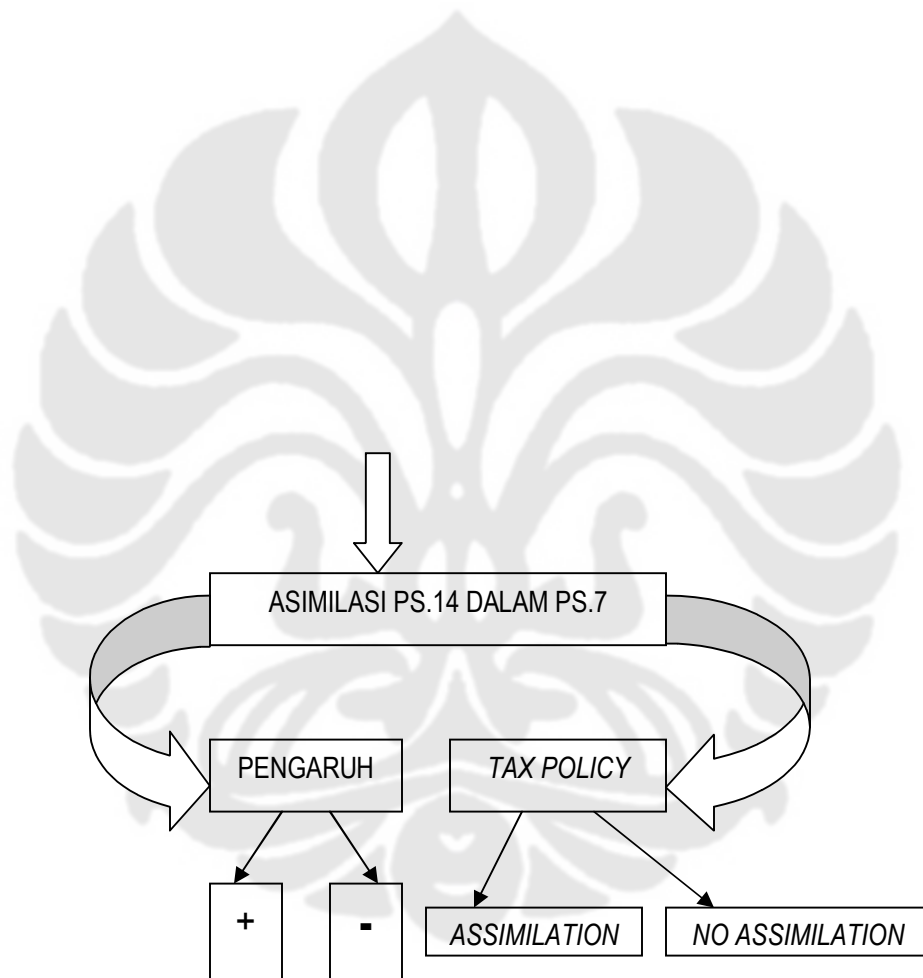 ASIMILASI PS.14 DALAM PS.7
PENGARUH
TAX POLICY
+
-
ASSIMILATION
NO ASSIMILATION